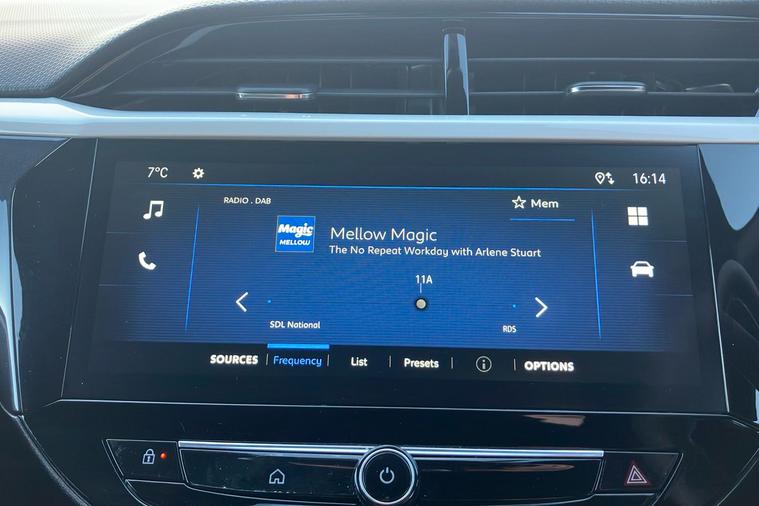 7°C
16:14
RADIO . DAB
Mem
Magic
MELLOW
Mellow Magic
The No Repeat Workday with Arlene Stuart
11A
SDL National
RDS
SOURCES
Frequency
List
Presets
i
OPTIONS